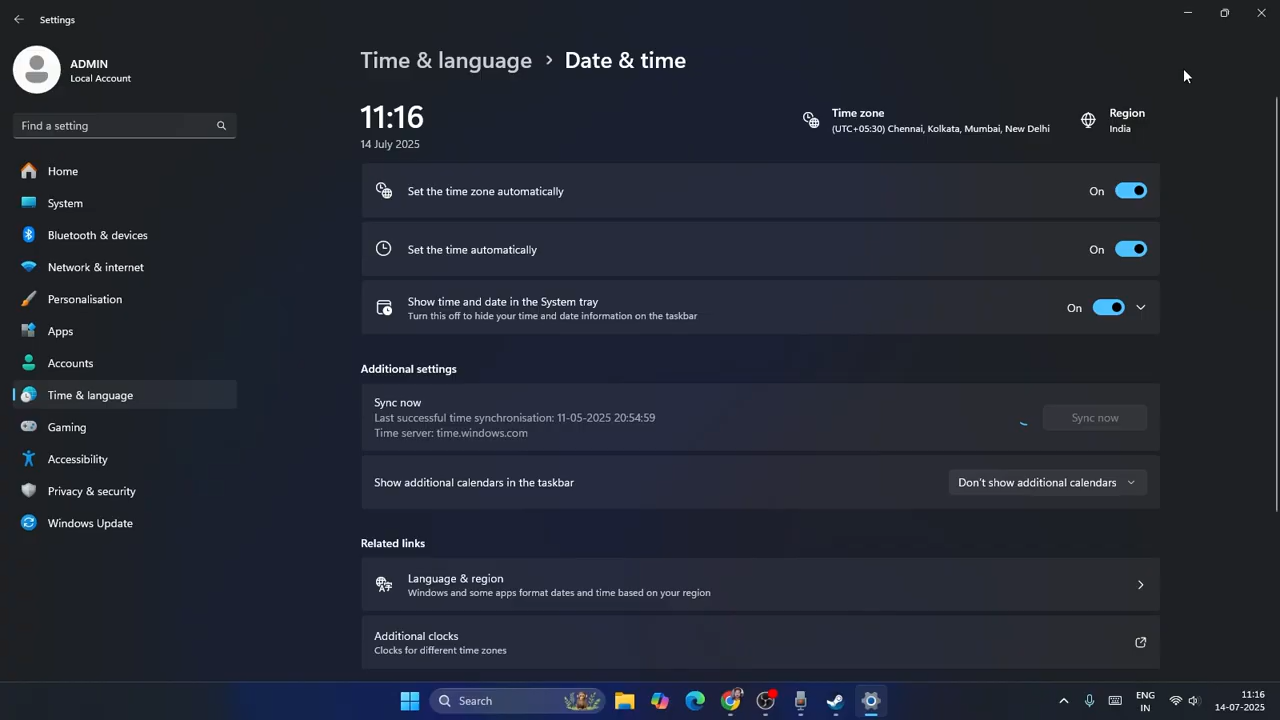 Settings
ADMIN
Local Account
Find a setting
Home
System
Bluetooth & devices
Network & internet
Personalisation
Apps
Accounts
Time & language
Gaming
Accessibility
Privacy & security
Windows Update
Time & language > Date & time
11:16
14 July 2025
Time zone
(UTC+05:30) Chennai, Kolkata, Mumbai, New Delhi
Region
India
Set the time zone automatically On
Set the time automatically On
Show time and date in the System tray
Turn this off to hide your time and date information on the taskbar
On
Additional settings
Sync now
Last successful time synchronisation: 11-05-2025 20:54:59
Time server: time.windows.com
Sync now
Show additional calendars in the taskbar Don't show additional calendars
Related links
Language & region
Windows and some apps format dates and time based on your region
Additional clocks
Clocks for different time zones
Search
ENG
IN
11:16
14-07-2025